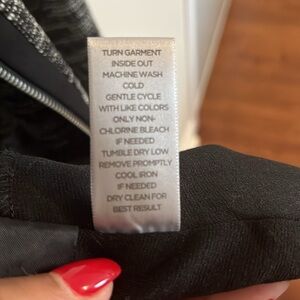 TURN GARMENT
INSIDE OUT
MACHINE WASH
COLD
GENTLE CYCLE
WITH LIKE COLORS
ONLY NON-
CHLORINE BLEACH
IF NEEDED
TUMBLE DRY LOW
REMOVE PROMPTLY
COOL IRON
IF NEEDED
DRY CLEAN FOR
BEST RESULT